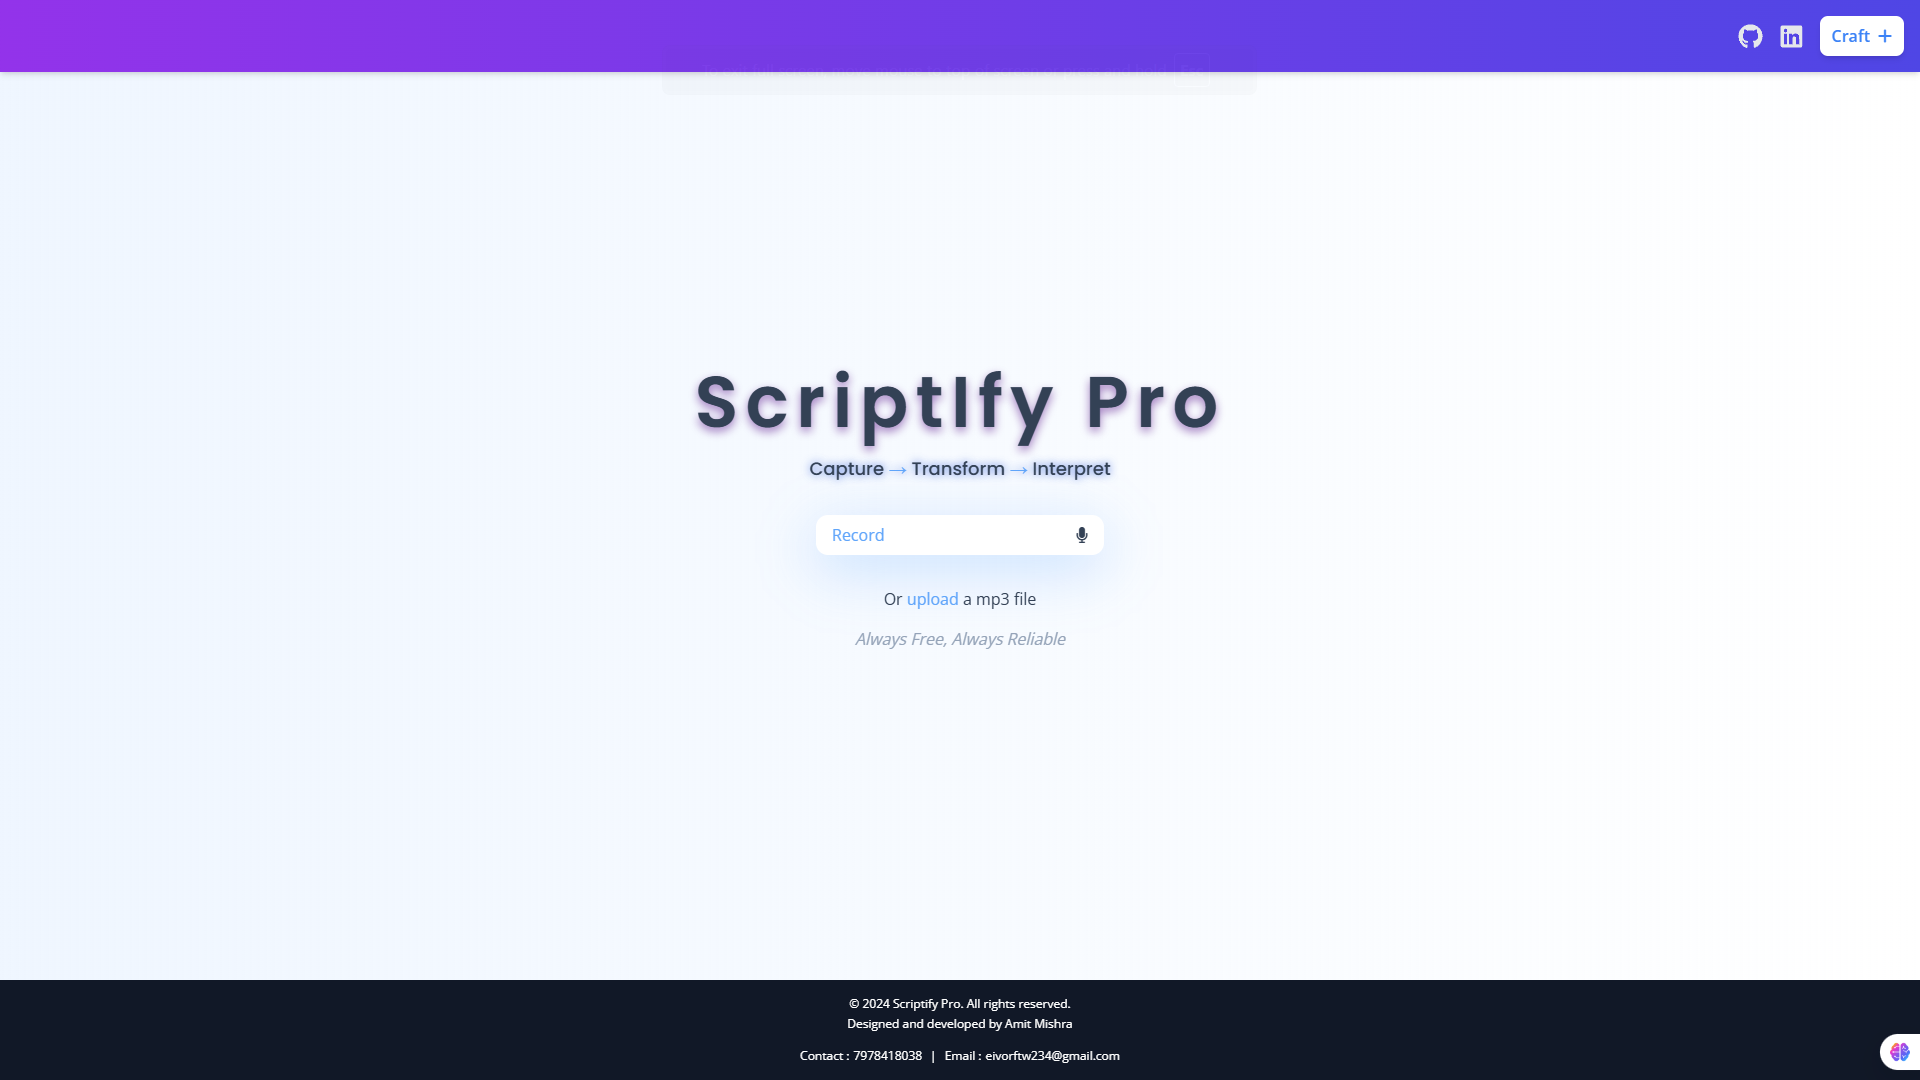 Craft +
ScriptIfy Pro
Capture → Transform → Interpret
Record
Or upload a mp3 file
Always Free, Always Reliable
© 2024 Scriptify Pro. All rights reserved.
Designed and developed by Amit Mishra
Contact : 7978418038 | Email : eivorftw234@gmail.com